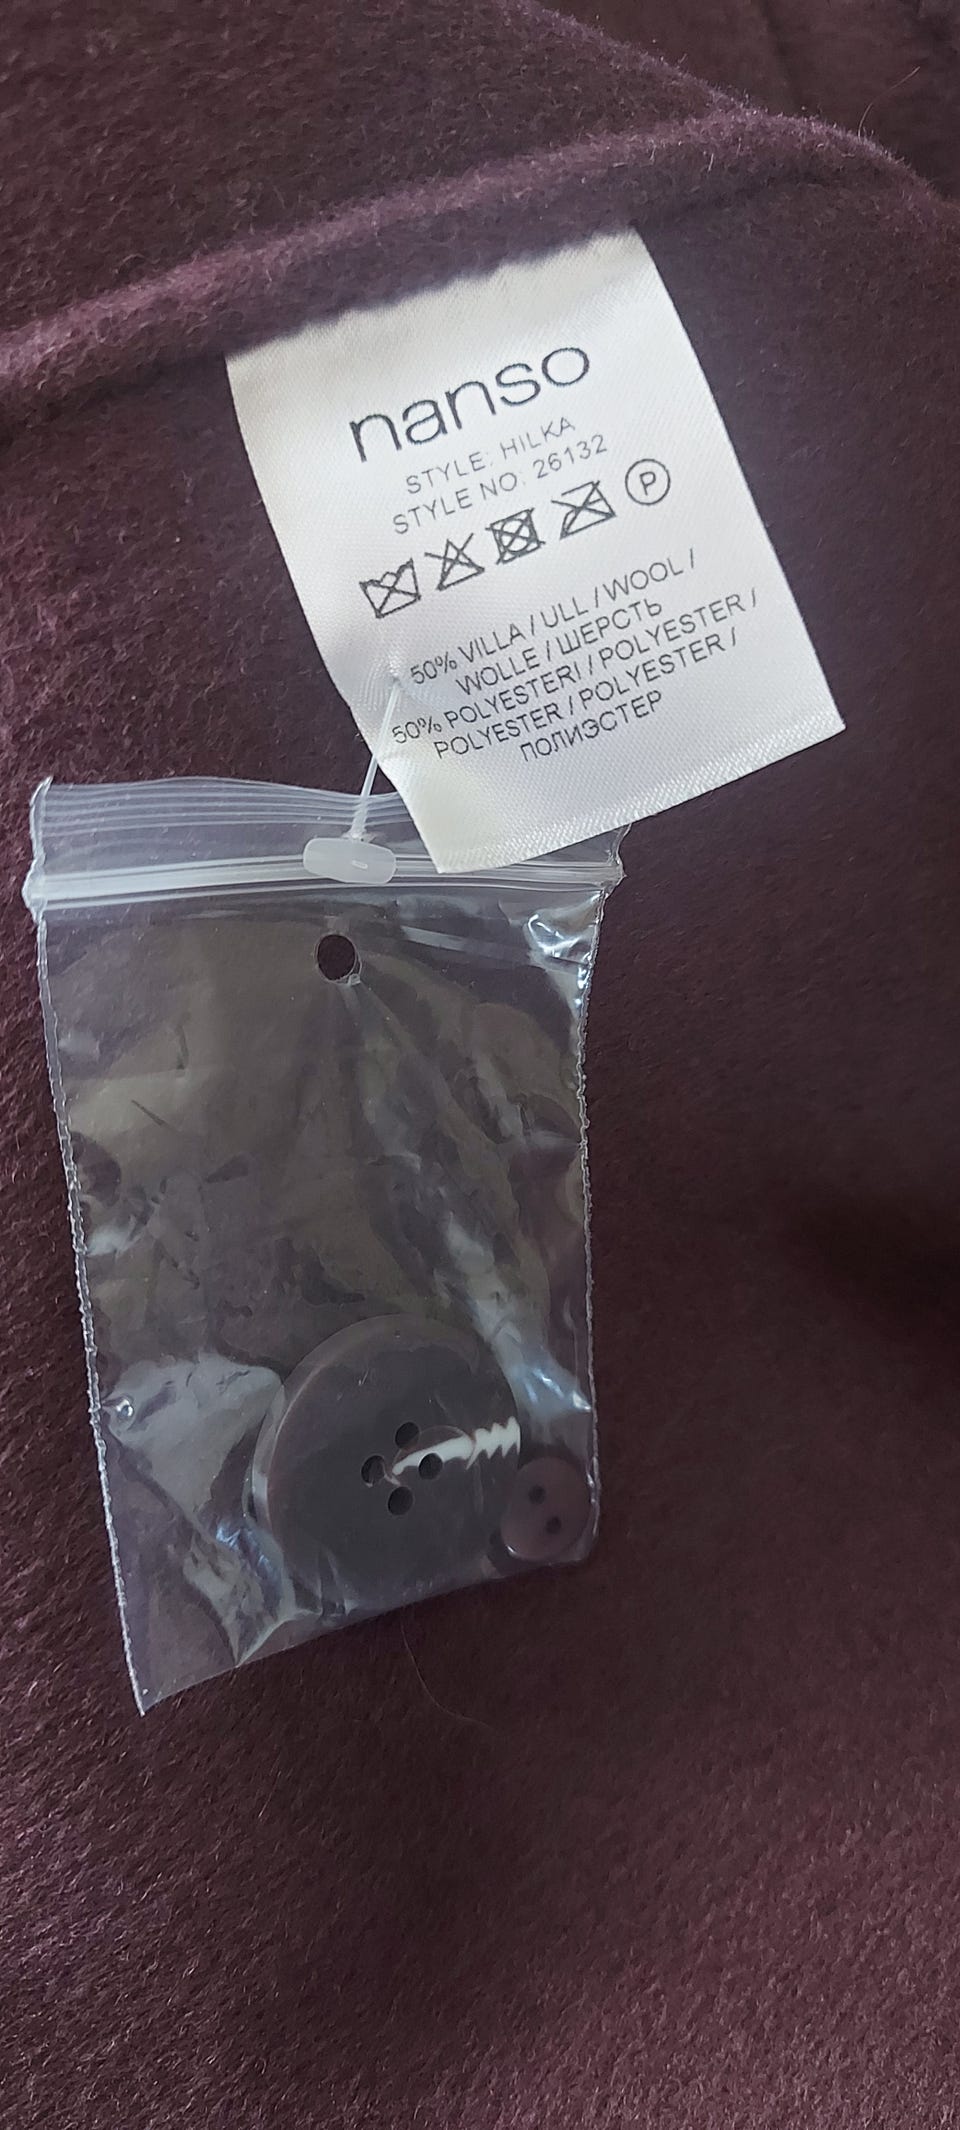 nanso
STYLE: HILKA
STYLE NO: 26132
P
50% VILLA / ULL / WOOL /
WOLLE / ШЕРСТЬ
50% POLYESTERI / POLYESTER /
POLYESTER / POLYESTER /
ПОЛИЭСТЕР